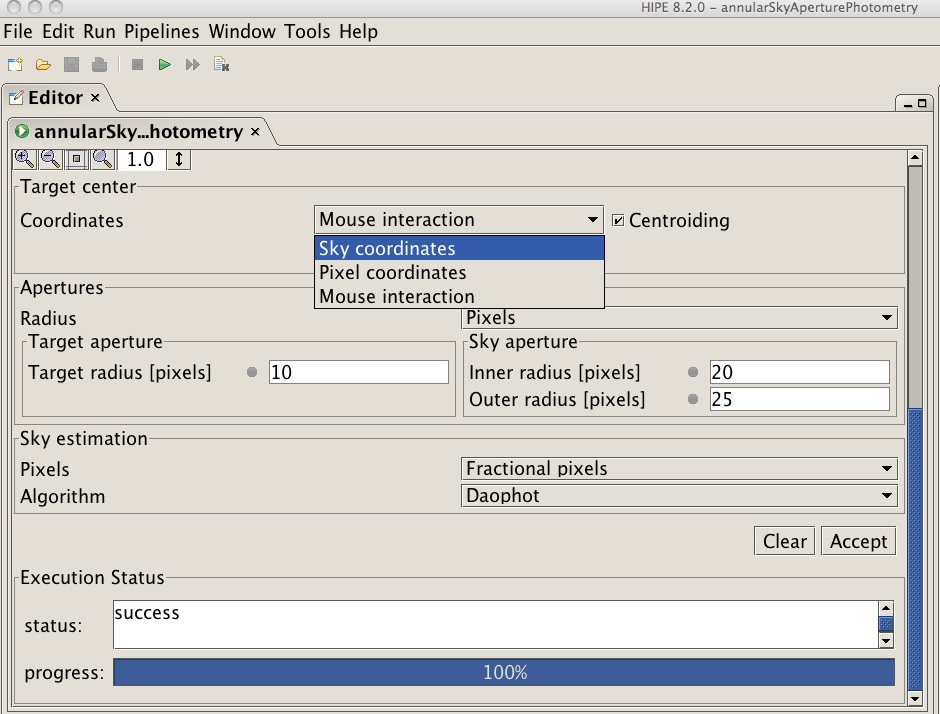 HIPE 8.2.0 - annularSkyAperturePhotometry
File Edit Run Pipelines Window Tools Help
Editor ×
annularSky...hotometry ×
1.0
Target center
Coordinates Mouse interaction Centroiding
Sky coordinates
Pixel coordinates
Mouse interaction
Apertures
Radius Pixels
Target aperture Sky aperture
Target radius [pixels] 10 Inner radius [pixels] 20
Outer radius [pixels] 25
Sky estimation
Pixels Fractional pixels
Algorithm Daophot
Clear Accept
Execution Status
status: success
progress: 100%